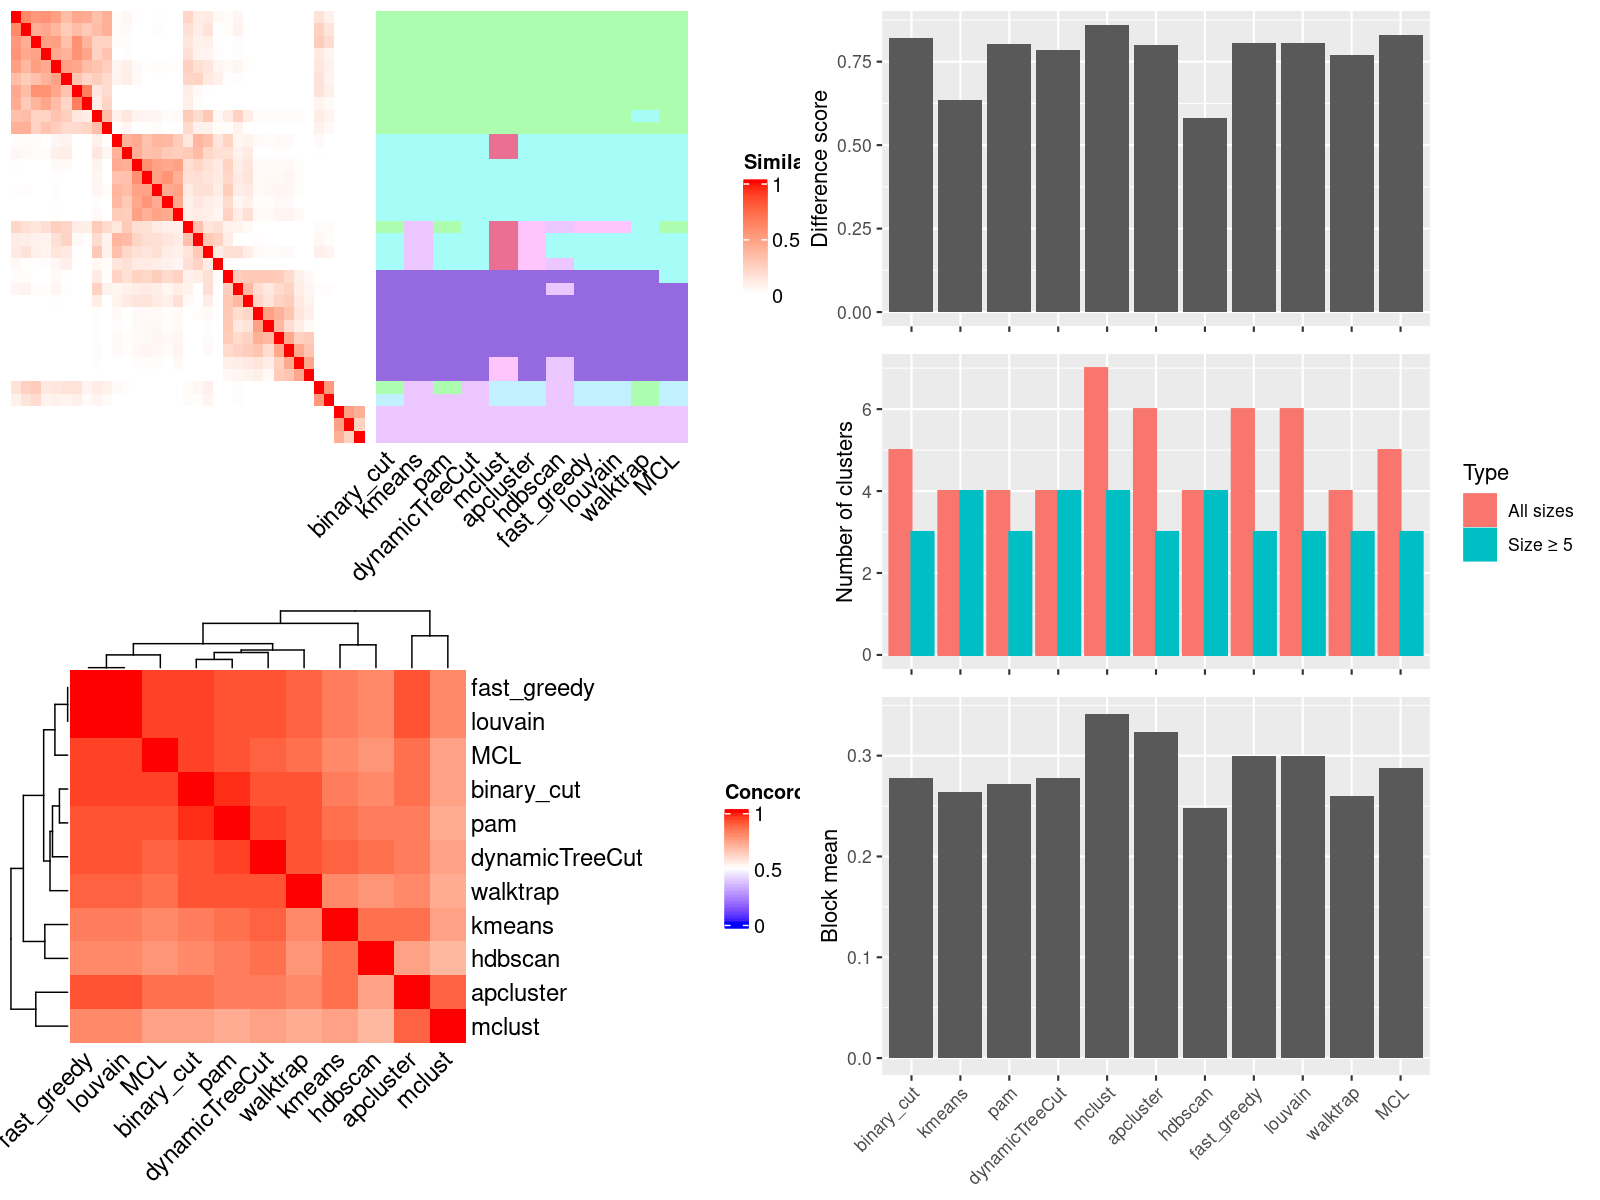 Simila
1
0.5
0
binary_cut
kmeans
pam
dynamicTreeCut
mclust
apcluster
hdbscan
fast_greedy
louvain
walktrap
MCL
fast_greedy
louvain
MCL
binary_cut
pam
dynamicTreeCut
walktrap
kmeans
hdbscan
apcluster
mclust
Concord
1
0.5
0
fast_greedy
louvain
MCL
binary_cut
pam
dynamicTreeCut
walktrap
kmeans
hdbscan
apcluster
mclust
Difference score
0.75
0.50
0.25
0.00
Number of clusters
6
4
2
0
Type
All sizes
Size ≥ 5
Block mean
0.3
0.2
0.1
0.0
binary_cut
kmeans
pam
dynamicTreeCut
mclust
apcluster
hdbscan
fast_greedy
louvain
walktrap
MCL